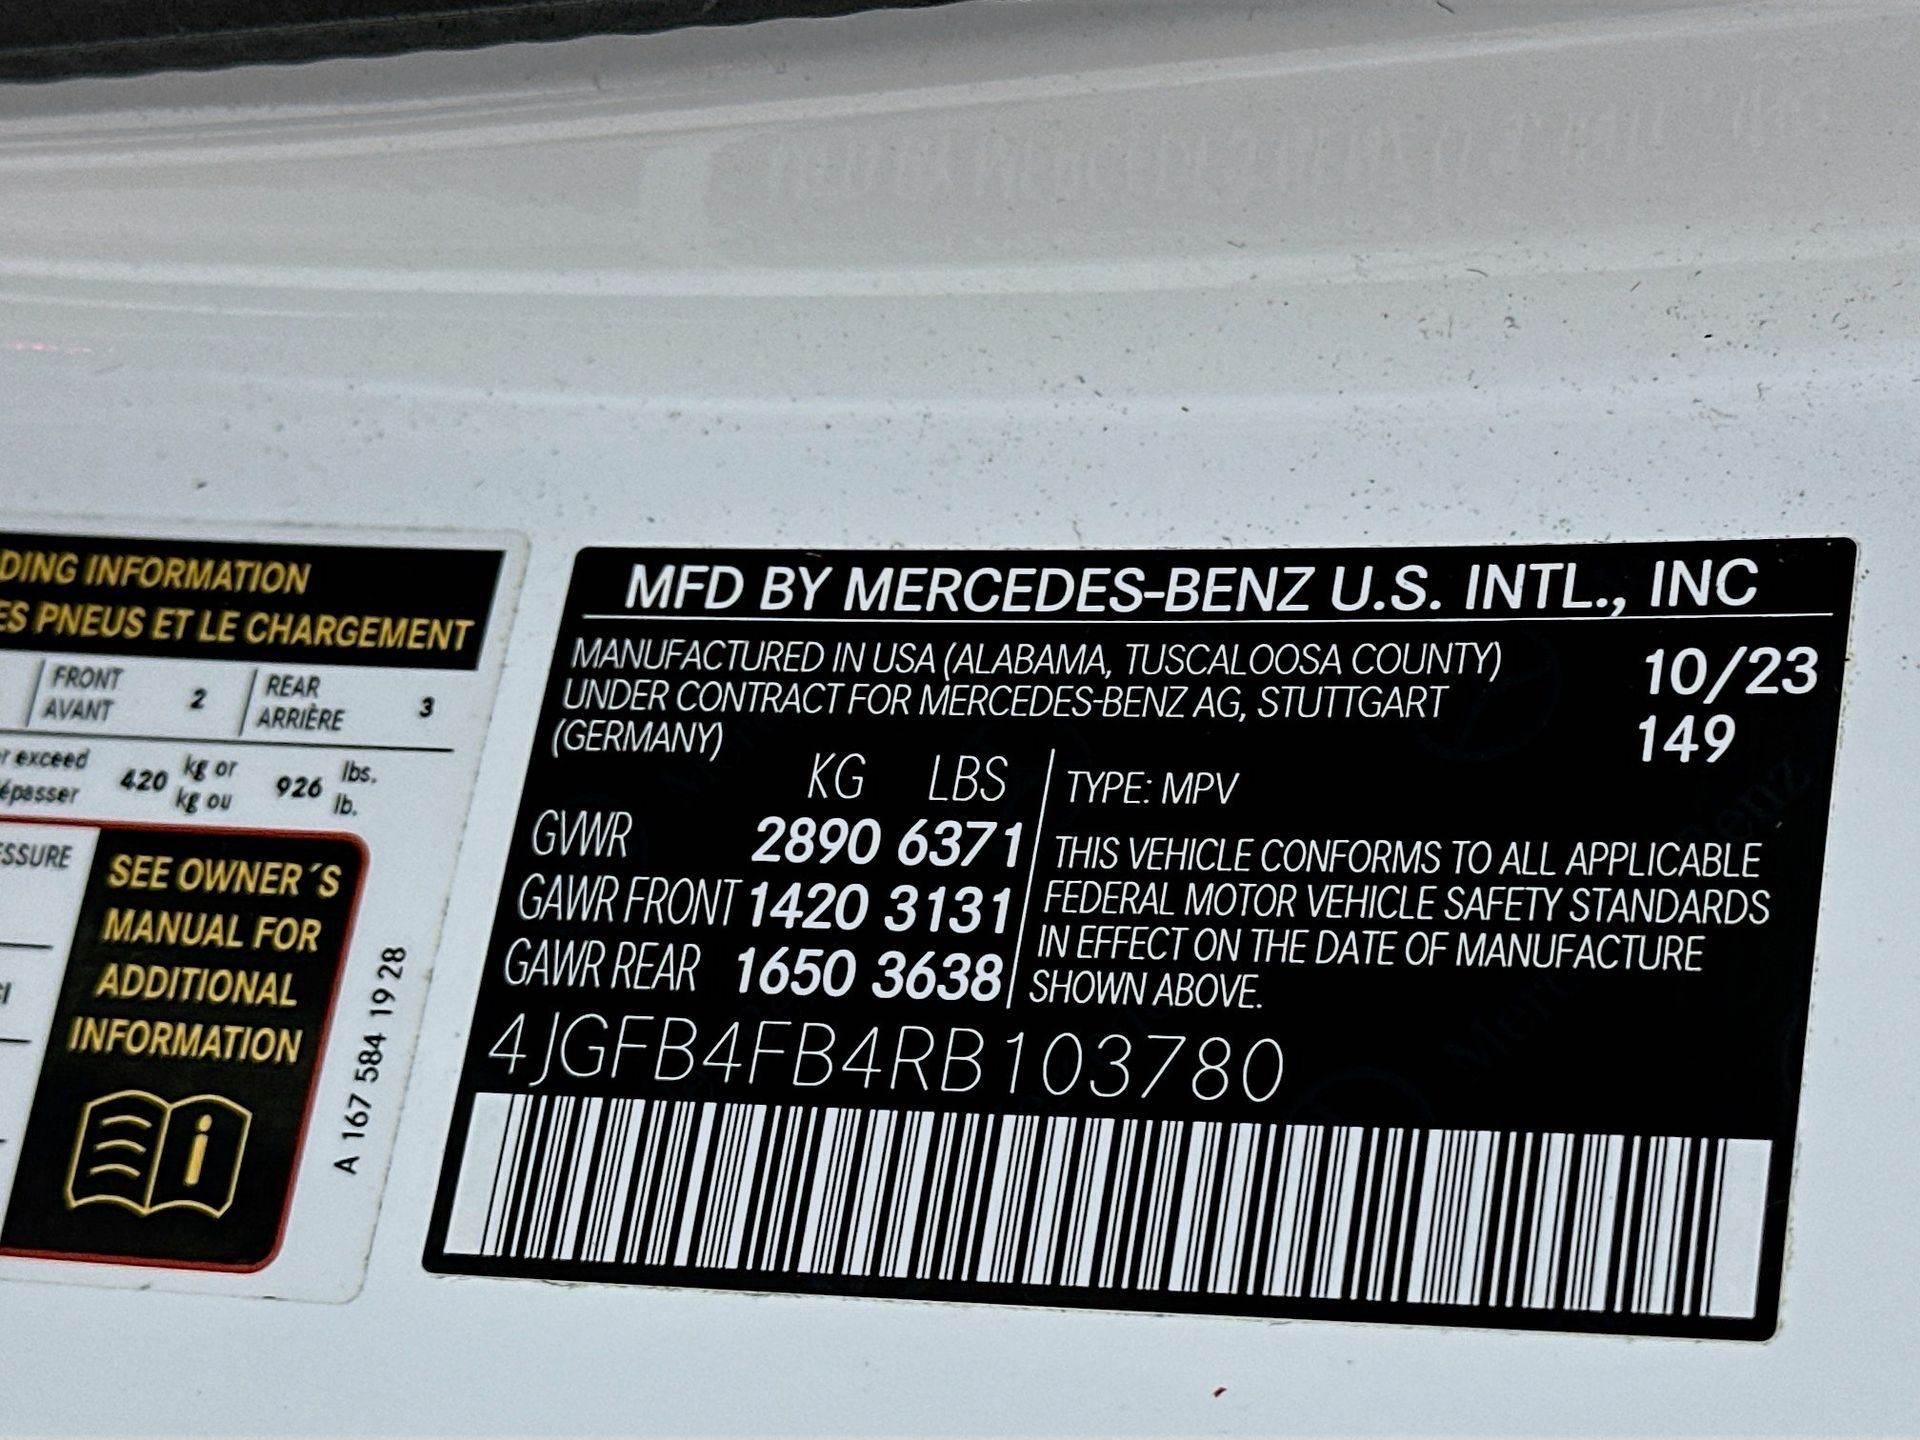 DING INFORMATION
ES PNEUS ET LE CHARGEMENT
FRONT
AVANT
2
REAR
ARRIÈRE
3
exceed
420 kg or
kg ou
926 lbs.
lb.
SEE OWNER´S
MANUAL FOR
ADDITIONAL
INFORMATION
i
A 167 584 19 28
MFD BY MERCEDES-BENZ U.S. INTL., INC
MANUFACTURED IN USA (ALABAMA, TUSCALOOSA COUNTY)
UNDER CONTRACT FOR MERCEDES-BENZ AG, STUTTGART
(GERMANY)
10/23
149
KG LBS
GVWR 2890 6371
GAWR FRONT 1420 3131
GAWR REAR 1650 3638
TYPE: MPV
THIS VEHICLE CONFORMS TO ALL APPLICABLE
FEDERAL MOTOR VEHICLE SAFETY STANDARDS
IN EFFECT ON THE DATE OF MANUFACTURE
SHOWN ABOVE.
4JGFB4FB4RB103780